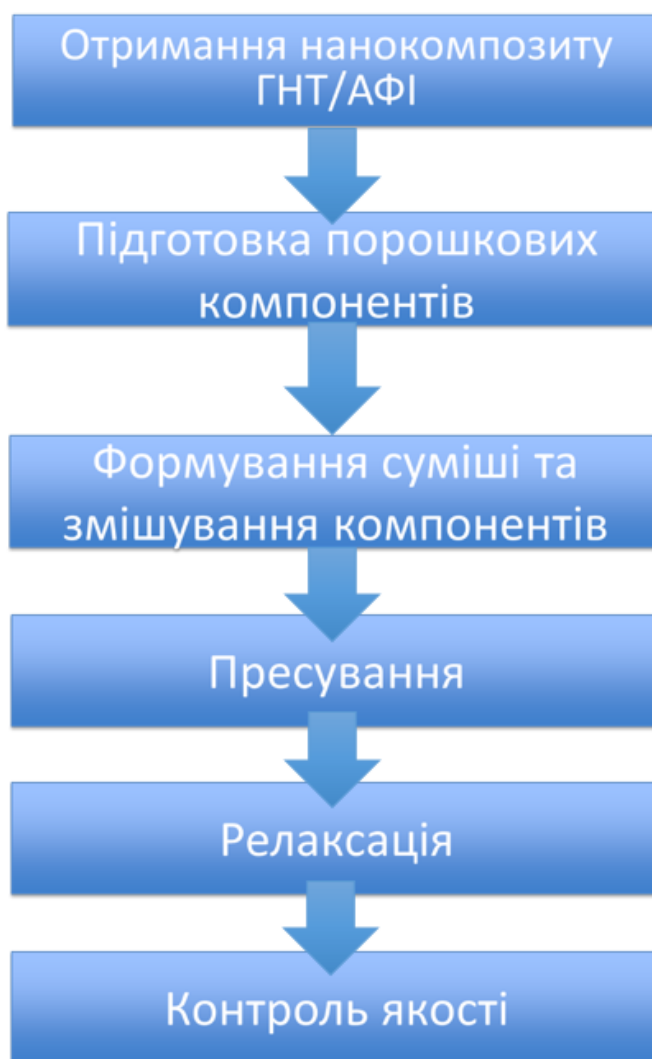 Отримання нанокомпозиту
ГНТ/АФІ
Підготовка порошкових
компонентів
Формування суміші та
змішування компонентів
Пресування
Релаксація
Контроль якості